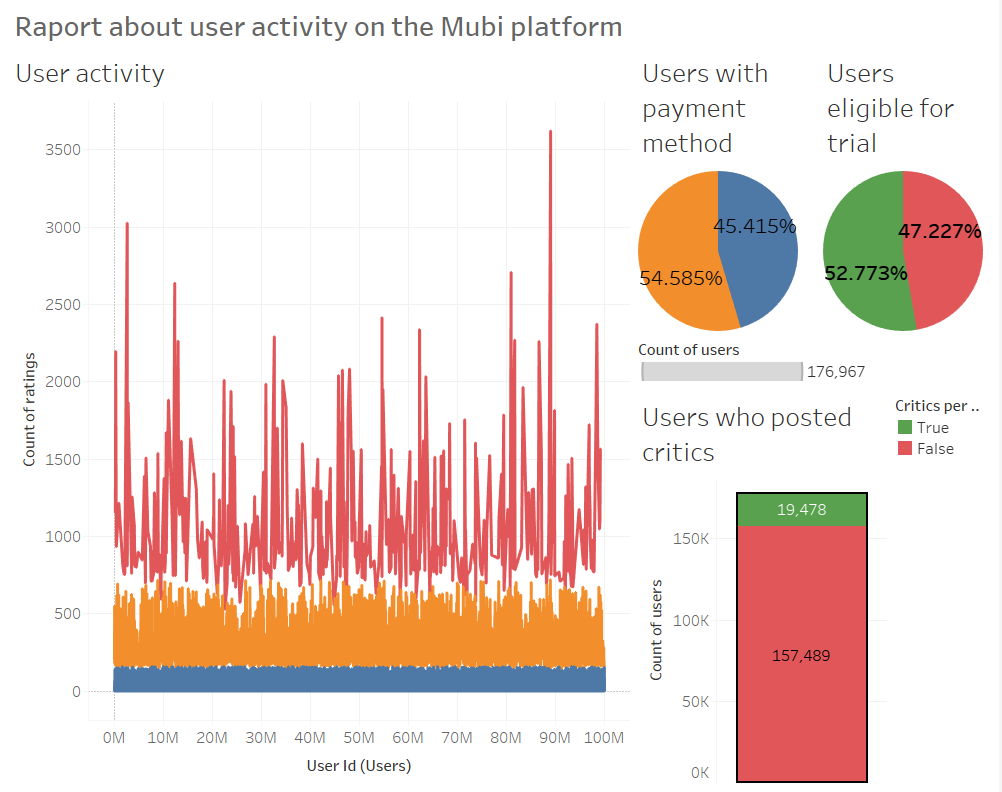 Raport about user activity on the Mubi platform
User activity
Count of ratings
3500
3000
2500
2000
1500
1000
500
0
0M 10M 20M 30M 40M 50M 60M 70M 80M 90M 100M
User Id (Users)
Users with
payment
method
45.415%
54.585%
Users
eligible for
trial
47.227%
52.773%
Count of users
176,967
Users who posted
critics
Critics per ..
True
False
Count of users
150K
100K
50K
0K
19,478
157,489